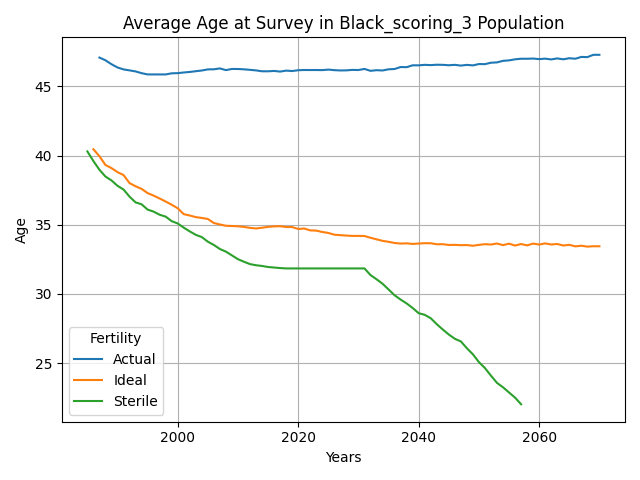 Average Age at Survey in Black_scoring_3 Population
Age
45
40
35
30
25
Fertility
Actual
Ideal
Sterile
2000
2020
2040
2060
Years